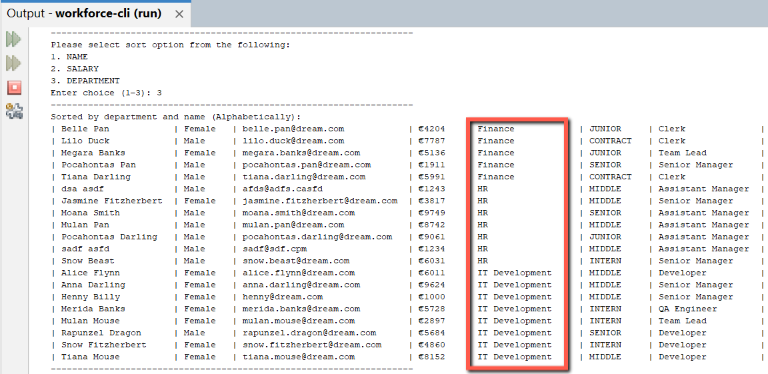 Output - workforce-cli (run) ×
--------------------------------------------------------------------
Please select sort option from the following:
1. NAME
2. SALARY
3. DEPARTMENT
Enter choice (1-3): 3
--------------------------------------------------------------------
Sorted by department and name (Alphabetically):
| Belle Pan | Female | belle.pan@dream.com | €4204 Finance | JUNIOR | Clerk |
| Lilo Duck | Male | lilo.duck@dream.com | €7787 Finance | CONTRACT | Clerk |
| Megara Banks | Female | megara.banks@dream.com | €5136 Finance | JUNIOR | Team Lead |
| Pocahontas Pan | Male | pocahontas.pan@dream.com | €1911 Finance | SENIOR | Senior Manager |
| Tiana Darling | Male | tiana.darling@dream.com | €5991 Finance | CONTRACT | Clerk |
| dsa asdf | Male | afds@adfs.casfd | €1243 HR | MIDDLE | Assistant Manager |
| Jasmine Fitzherbert | Female | jasmine.fitzherbert@dream.com | €3817 HR | MIDDLE | Senior Manager |
| Moana Smith | Male | moana.smith@dream.com | €9749 HR | SENIOR | Assistant Manager |
| Mulan Pan | Male | mulan.pan@dream.com | €8742 HR | MIDDLE | Assistant Manager |
| Pocahontas Darling | Male | pocahontas.darling@dream.com | €9061 HR | JUNIOR | Assistant Manager |
| sadf asfd | Male | sadf@sdf.cpm | €1234 HR | MIDDLE | Assistant Manager |
| Snow Beast | Male | snow.beast@dream.com | €6031 HR | INTERN | Senior Manager |
| Alice Flynn | Female | alice.flynn@dream.com | €6011 IT Development | MIDDLE | Developer |
| Anna Darling | Female | anna.darling@dream.com | €9624 IT Development | MIDDLE | Senior Manager |
| Henny Billy | Female | henny@dream.com | €1000 IT Development | MIDDLE | Senior Manager |
| Merida Banks | Female | merida.banks@dream.com | €5728 IT Development | INTERN | QA Engineer |
| Mulan Mouse | Female | mulan.mouse@dream.com | €2897 IT Development | INTERN | Team Lead |
| Rapunzel Dragon | Male | rapunzel.dragon@dream.com | €5684 IT Development | SENIOR | Developer |
| Snow Fitzherbert | Female | snow.fitzherbert@dream.com | €4860 IT Development | INTERN | Developer |
| Tiana Mouse | Female | tiana.mouse@dream.com | €8152 IT Development | MIDDLE | Developer |
--------------------------------------------------------------------